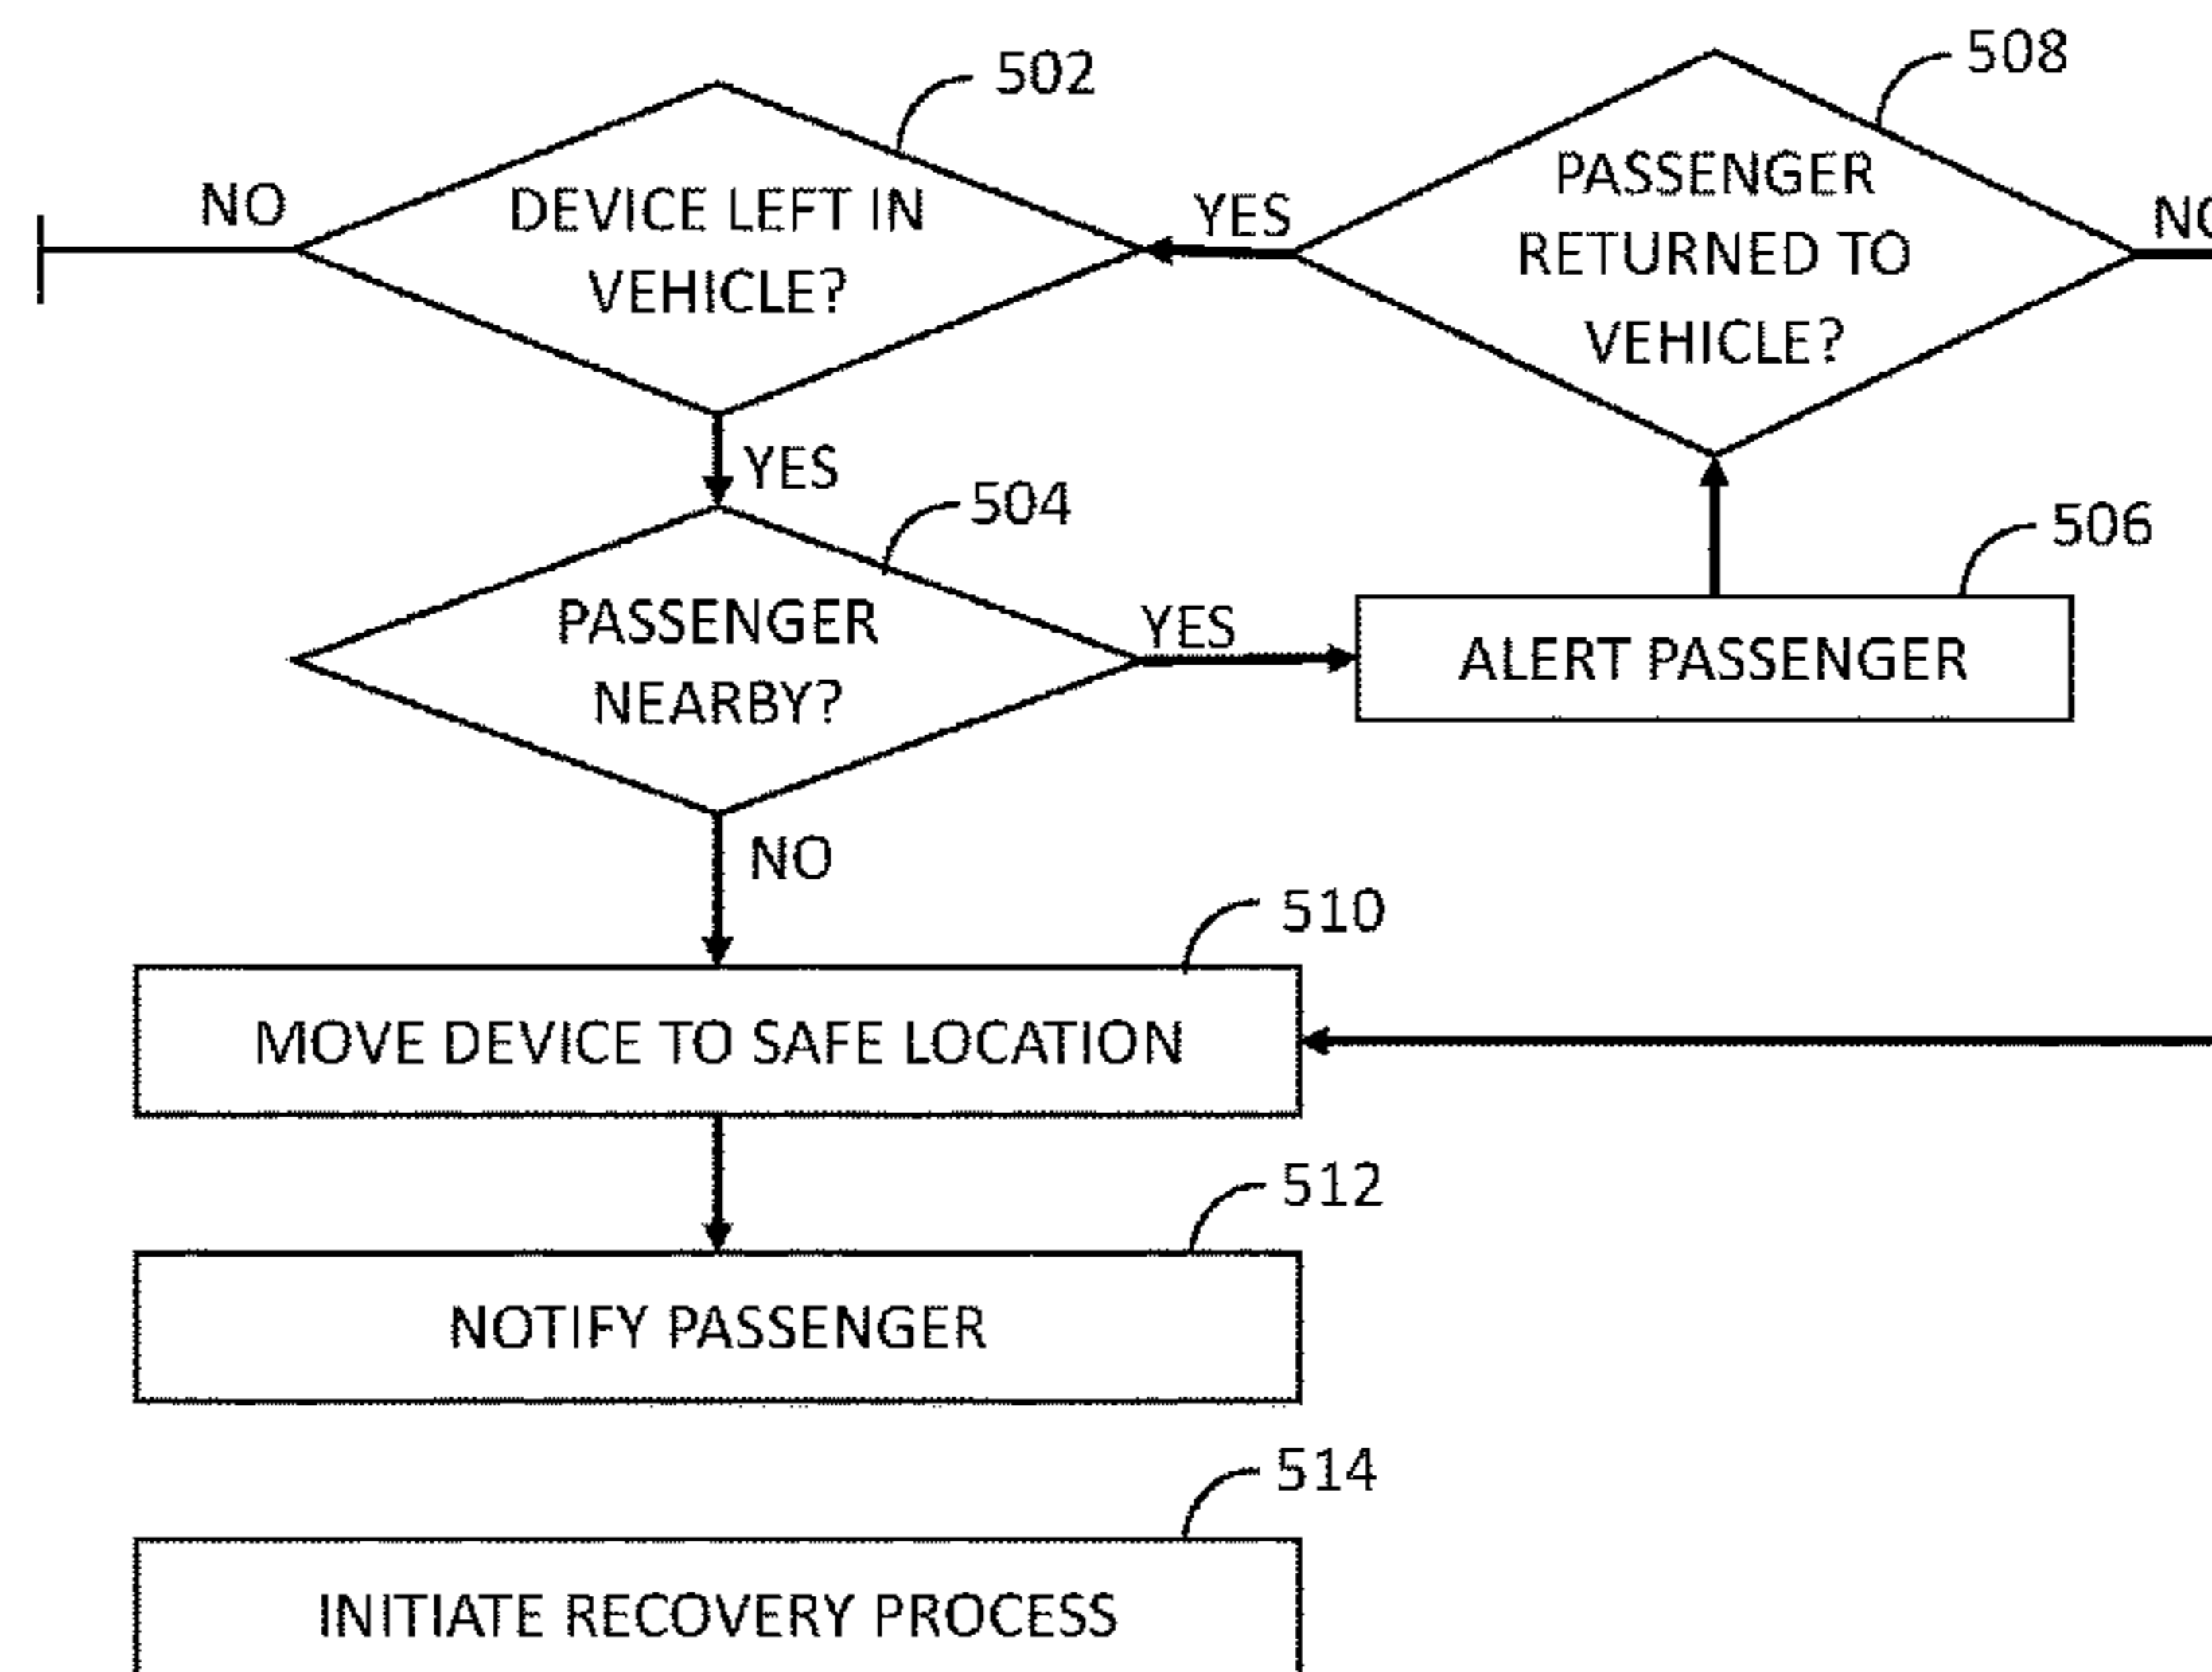 502
NO
DEVICE LEFT IN
VEHICLE?
YES
508
PASSENGER
RETURNED TO
VEHICLE?
YES
504
PASSENGER
NEARBY?
YES
506
ALERT PASSENGER
NO
510
MOVE DEVICE TO SAFE LOCATION
512
NOTIFY PASSENGER
514
INITIATE RECOVERY PROCESS